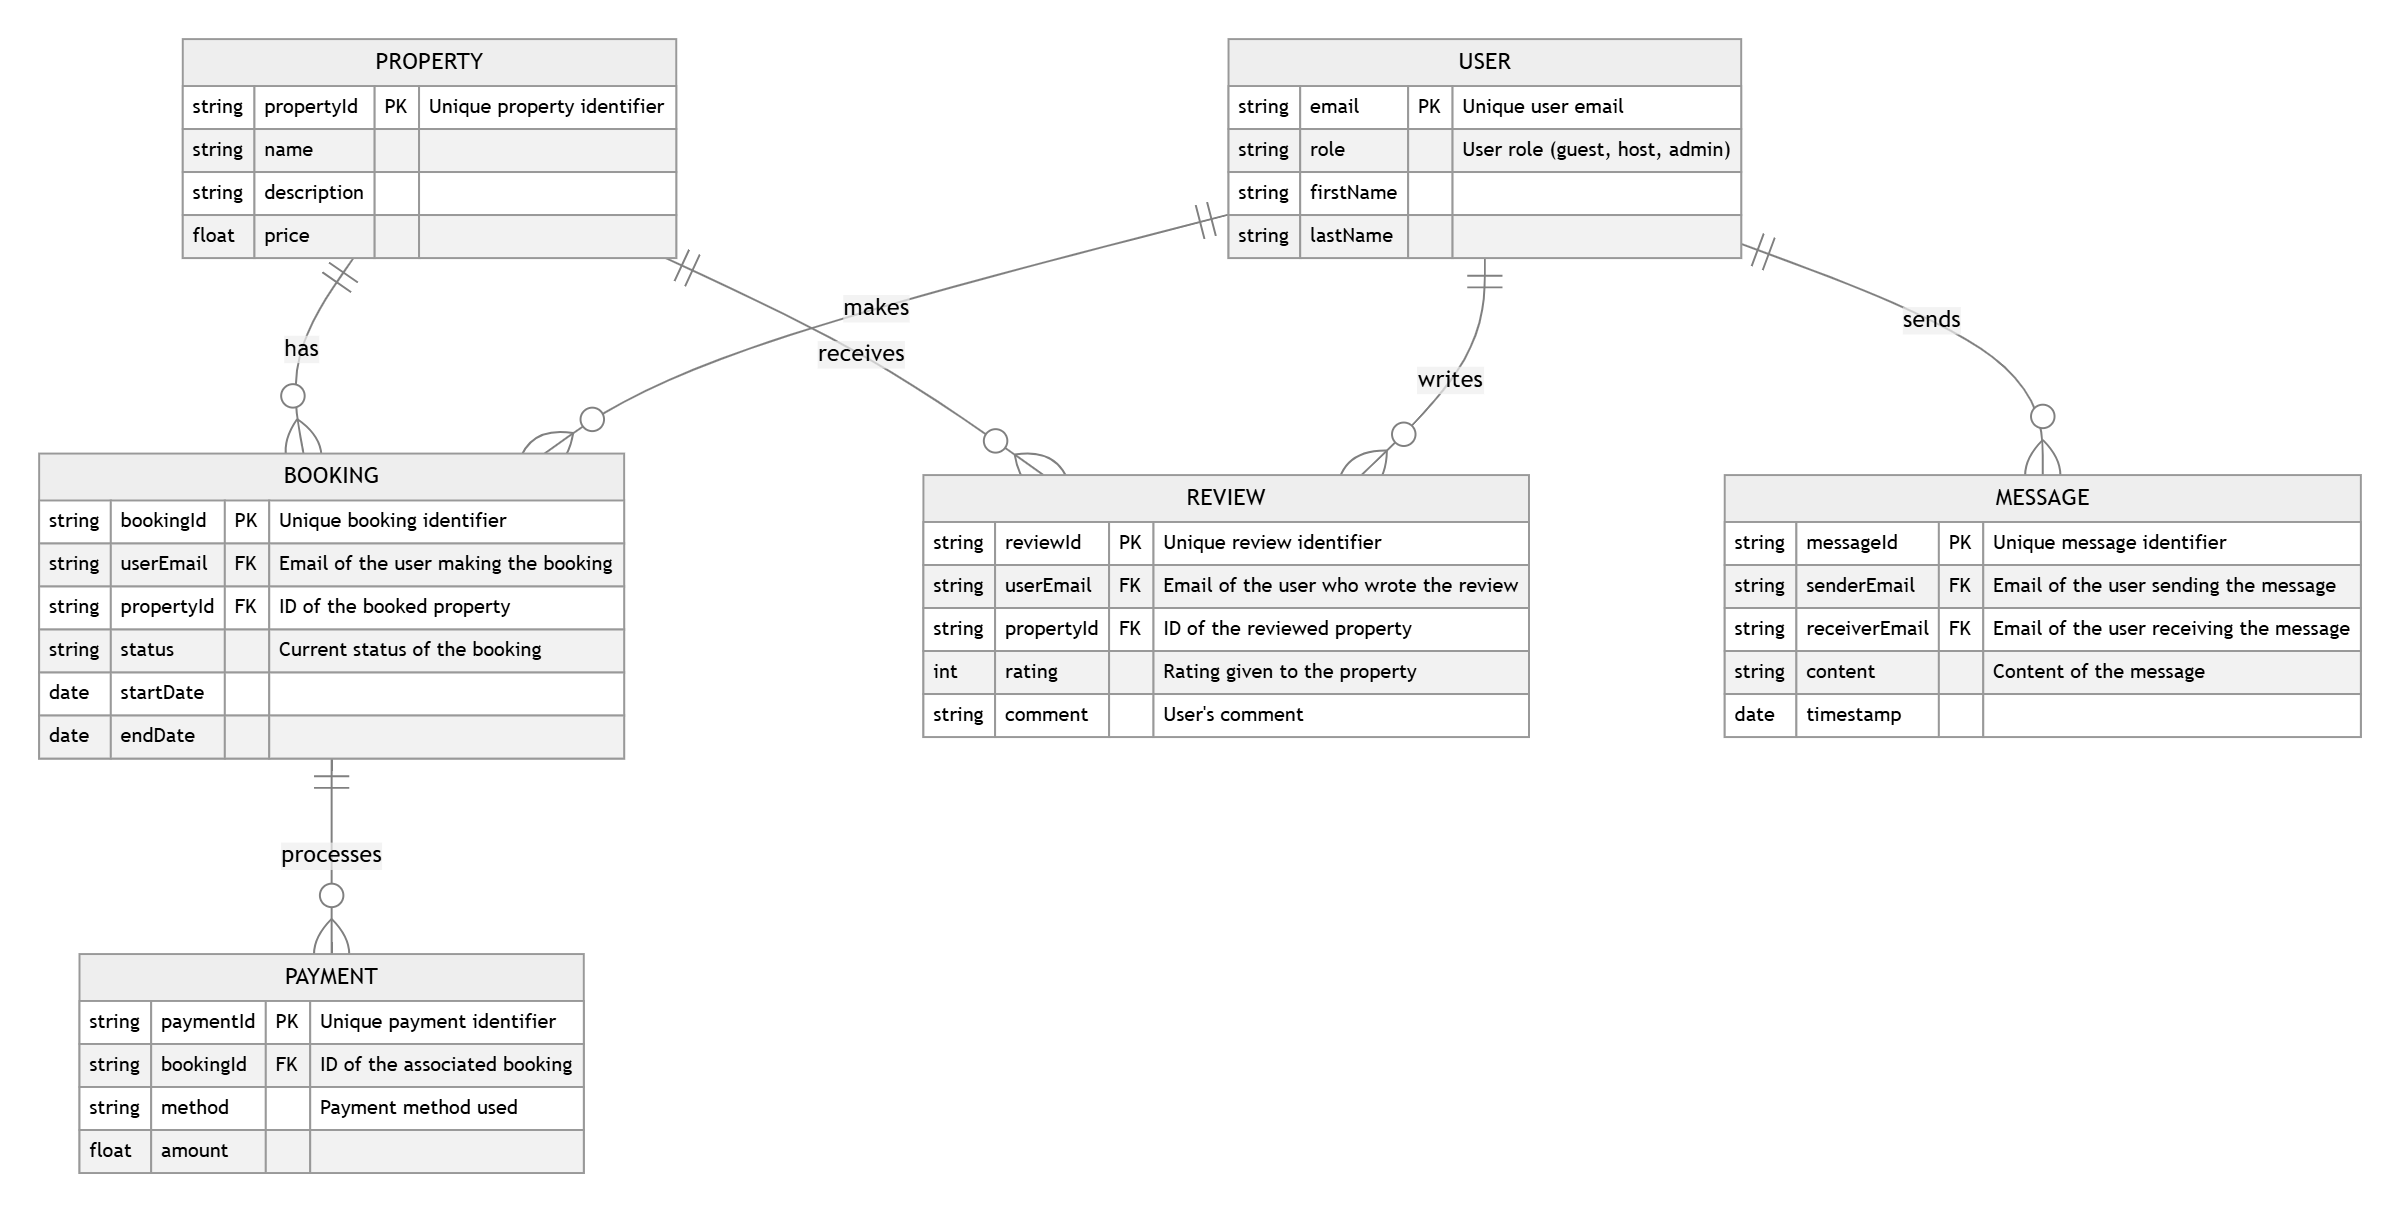 PROPERTY
string propertyId PK Unique property identifier
string name
string description
float price
USER
string email PK Unique user email
string role User role (guest, host, admin)
string firstName
string lastName
makes
sends
has
receives
writes
BOOKING
string bookingId PK Unique booking identifier
string userEmail FK Email of the user making the booking
string propertyId FK ID of the booked property
string status Current status of the booking
date startDate
date endDate
REVIEW
string reviewId PK Unique review identifier
string userEmail FK Email of the user who wrote the review
string propertyId FK ID of the reviewed property
int rating Rating given to the property
string comment User's comment
MESSAGE
string messageId PK Unique message identifier
string senderEmail FK Email of the user sending the message
string receiverEmail FK Email of the user receiving the message
string content Content of the message
date timestamp
processes
PAYMENT
string paymentId PK Unique payment identifier
string bookingId FK ID of the associated booking
string method Payment method used
float amount